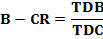 B − CR = TDB / TDC